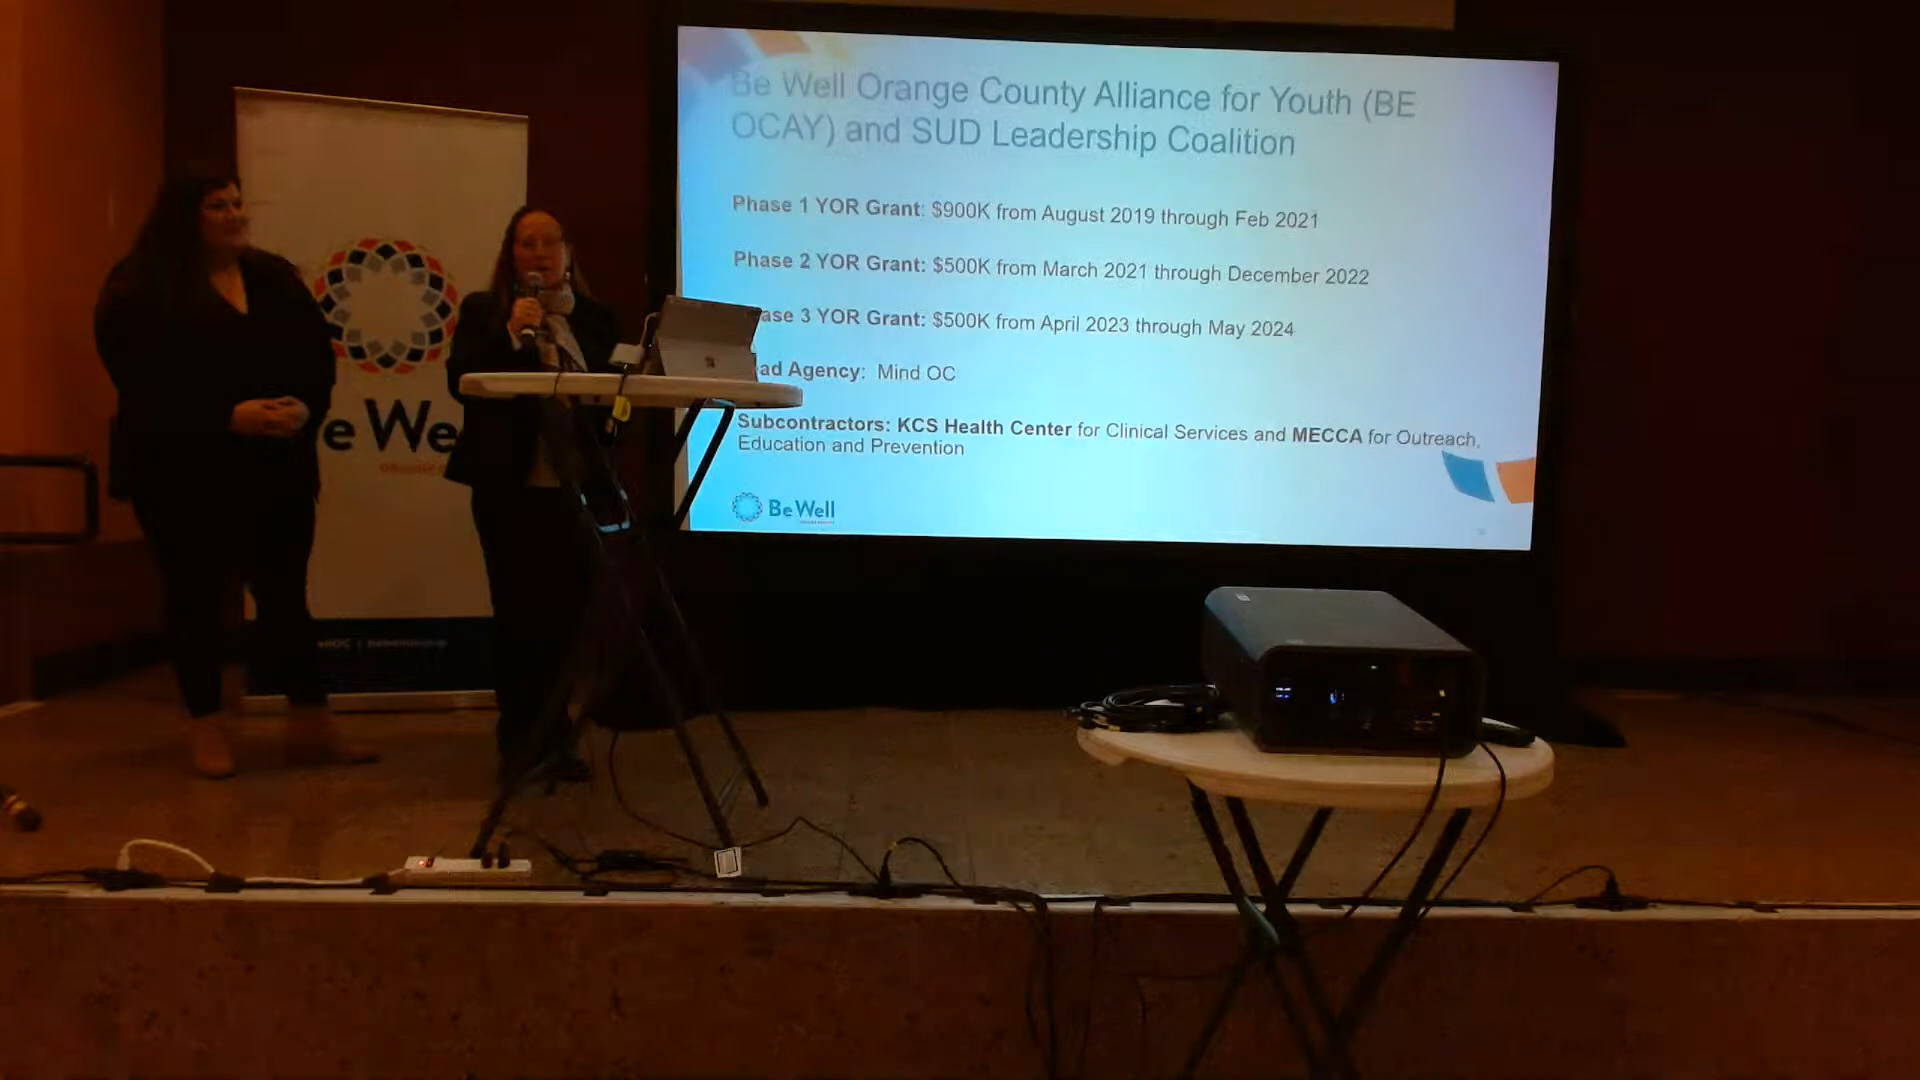 Be Well Orange County Alliance for Youth (BE
OCAY) and SUD Leadership Coalition
Phase 1 YOR Grant: $900K from August 2019 through Feb 2021
Phase 2 YOR Grant: $500K from March 2021 through December 2022
ase 3 YOR Grant: $500K from April 2023 through May 2024
ad Agency: Mind OC
Subcontractors: KCS Health Center for Clinical Services and MECCA for Outreach,
Education and Prevention
Be Well
e We